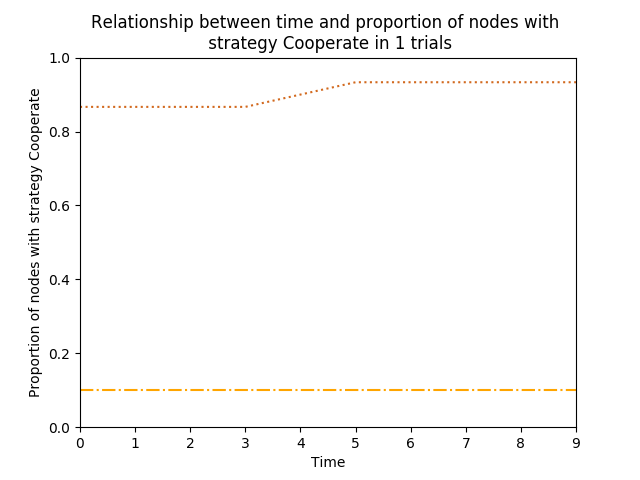 Relationship between time and proportion of nodes with
strategy Cooperate in 1 trials
1.0
0.8
0.6
0.4
0.2
0.0
Proportion of nodes with strategy Cooperate
0 1 2 3 4 5 6 7 8 9
Time